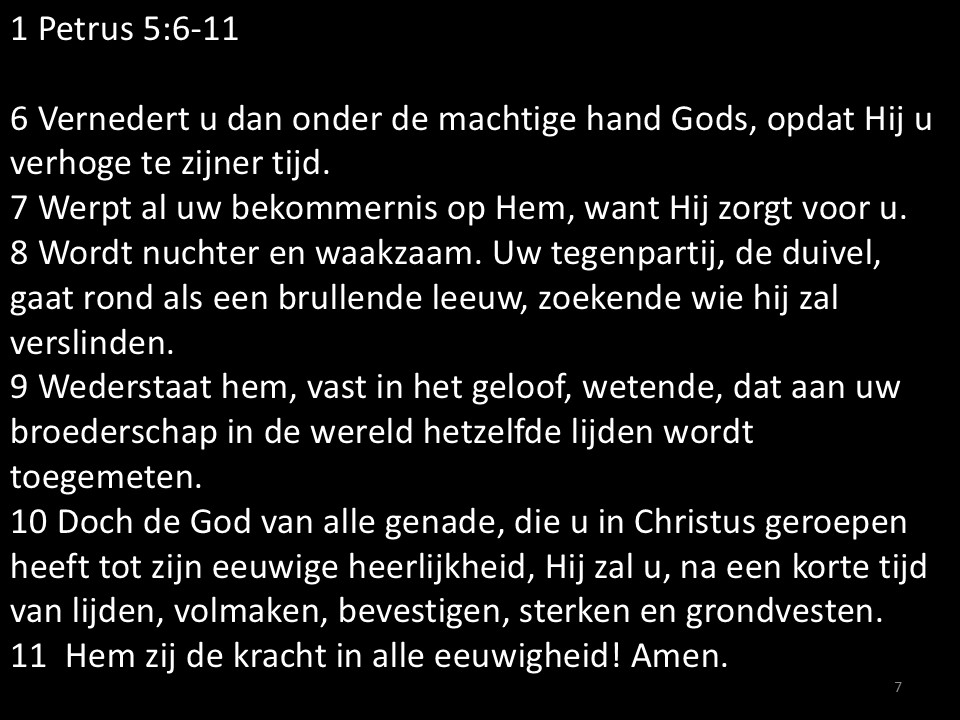 1 Petrus 5:6-11
6 Vernedert u dan onder de machtige hand Gods, opdat Hij u
verhoge te zijner tijd.
7 Werpt al uw bekommernis op Hem, want Hij zorgt voor u.
8 Wordt nuchter en waakzaam. Uw tegenpartij, de duivel,
gaat rond als een brullende leeuw, zoekende wie hij zal
verslinden.
9 Wederstaat hem, vast in het geloof, wetende, dat aan uw
broederschap in de wereld hetzelfde lijden wordt
toegemeten.
10 Doch de God van alle genade, die u in Christus geroepen
heeft tot zijn eeuwige heerlijkheid, Hij zal u, na een korte tijd
van lijden, volmaken, bevestigen, sterken en grondvesten.
11 Hem zij de kracht in alle eeuwigheid! Amen.
7